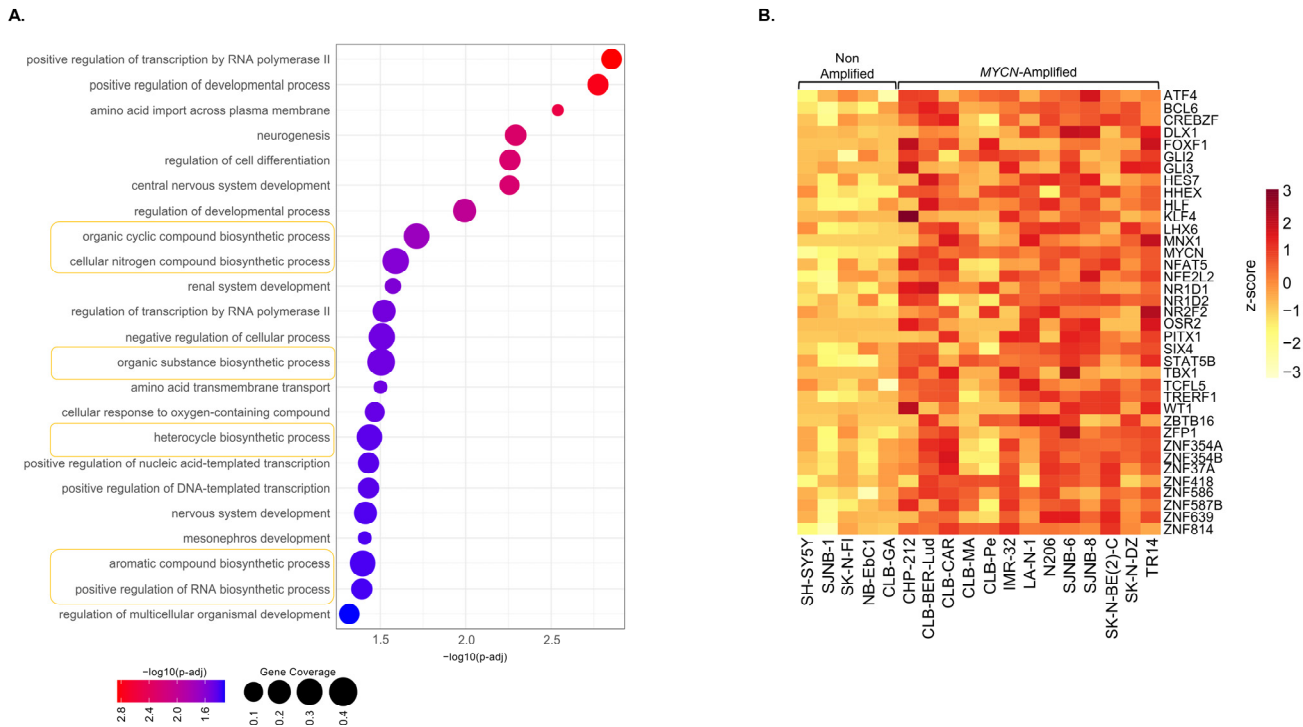 A.
positive regulation of transcription by RNA polymerase II
positive regulation of developmental process
amino acid import across plasma membrane
neurogenesis
regulation of cell differentiation
central nervous system development
regulation of developmental process
organic cyclic compound biosynthetic process
cellular nitrogen compound biosynthetic process
renal system development
regulation of transcription by RNA polymerase II
negative regulation of cellular process
organic substance biosynthetic process
amino acid transmembrane transport
cellular response to oxygen-containing compound
heterocycle biosynthetic process
positive regulation of nucleic acid-templated transcription
positive regulation of DNA-templated transcription
nervous system development
mesonephros development
aromatic compound biosynthetic process
positive regulation of RNA biosynthetic process
regulation of multicellular organismal development
1.5 2.0 2.5
−log10(p-adj)
−log10(p-adj)
2.8 2.4 2.0 1.6
Gene Coverage
0.1 0.2 0.3 0.4
B.
Non
Amplified
MYCN-Amplified
ATF4
BCL6
CREBZF
DLX1
FOXF1
GLI2
GLI3
HES7
HHEX
HLF
KLF4
LHX6
MNX1
MYCN
NFAT5
NFE2L2
NR1D1
NR1D2
NR2F2
OSR2
PITX1
SIX4
STAT5B
TBX1
TCFL5
TRERF1
WT1
ZBTB16
ZFP1
ZNF354A
ZNF354B
ZNF37A
ZNF418
ZNF586
ZNF587B
ZNF639
ZNF814
SH-SY5Y
SJNB-1
SK-N-FI
NB-EbC1
CLB-GA
CHP-212
CLB-BER-Lud
CLB-CAR
CLB-MA
CLB-Pe
IMR-32
LA-N-1
N206
SJNB-6
SJNB-8
SK-N-BE(2)-C
SK-N-DZ
TR14
z-score
3
2
1
0
−1
−2
−3